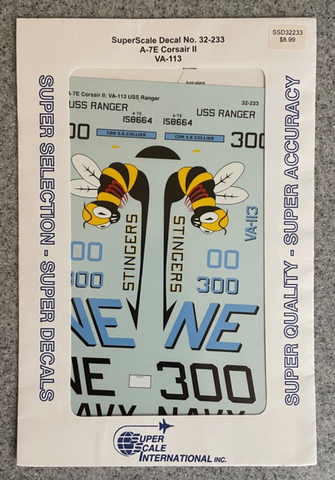 SuperScale Decal No. 32-233
A-7E Corsair II
VA-113
SSD32233
$8.99
SUPER SELECTION - SUPER DECALS
SUPER QUALITY - SUPER ACCURACY
A-7E Corsair II: VA-113 USS Ranger
32-233
USS RANGER
A-7E
158664
CDR S.E. COLLIER
300
USS RANGER
A-7E
158664
CDR S.E. COLLIER
300
STINGERS
STINGERS
VA-113
00
00
300
300
NE
NE
NE
300
NAVY
NAVY
SUPER
SCALE
INTERNATIONAL INC.